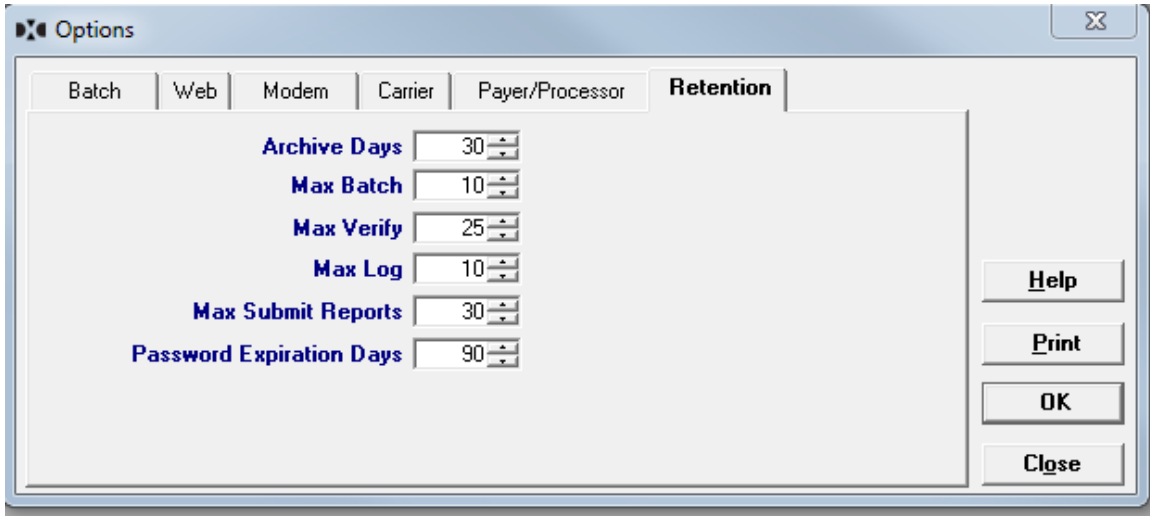 Options
Batch Web Modem Carrier Payer/Processor Retention
Archive Days 30
Max Batch 10
Max Verify 25
Max Log 10
Max Submit Reports 30
Password Expiration Days 90
Help
Print
OK
Close